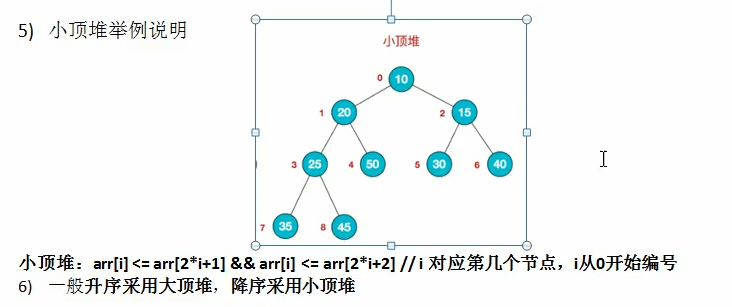 5) 小顶堆举例说明
小顶堆
0 10
1 20 2 15
3 25 4 50 5 30 6 40
7 35 8 45
小顶堆：arr[i] <= arr[2*i+1] && arr[i] <= arr[2*i+2] // i 对应第几个节点，i从0开始编号
6) 一般升序采用大顶堆，降序采用小顶堆